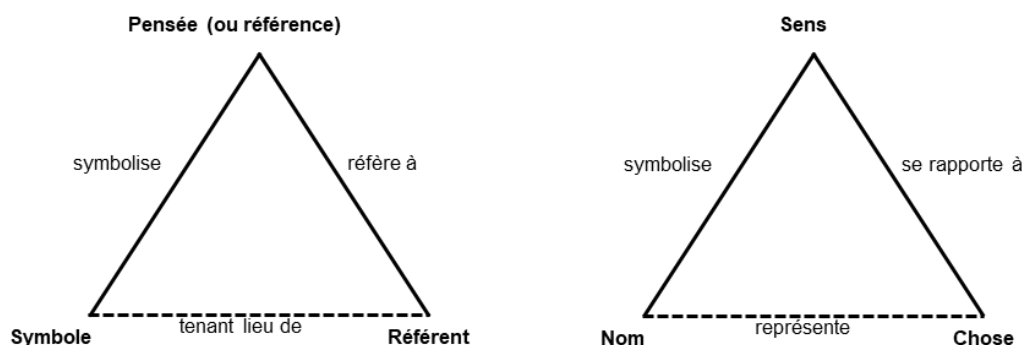 Pensée (ou référence)
symbolise
réfère à
Symbole
tenant lieu de
Référent
Sens
symbolise
se rapporte à
Nom
représente
Chose